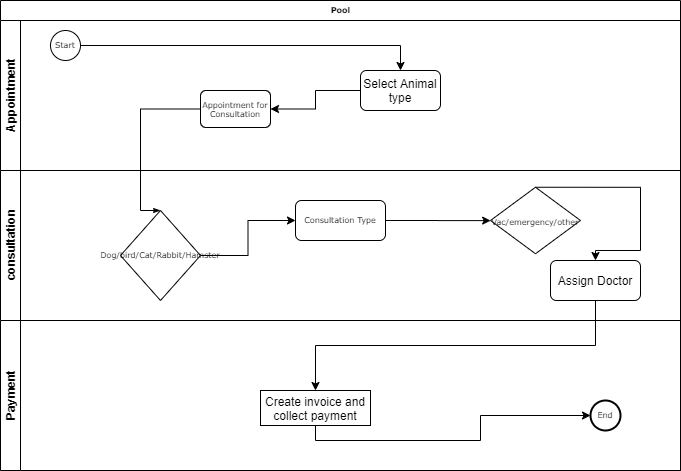 Pool
Appointment
Start
Select Animal
type
Appointment for
Consultation
consultation
Dog/bird/Cat/Rabbit/Hamster
Consultation Type
Vac/emergency/other
Assign Doctor
Payment
Create invoice and
collect payment
End